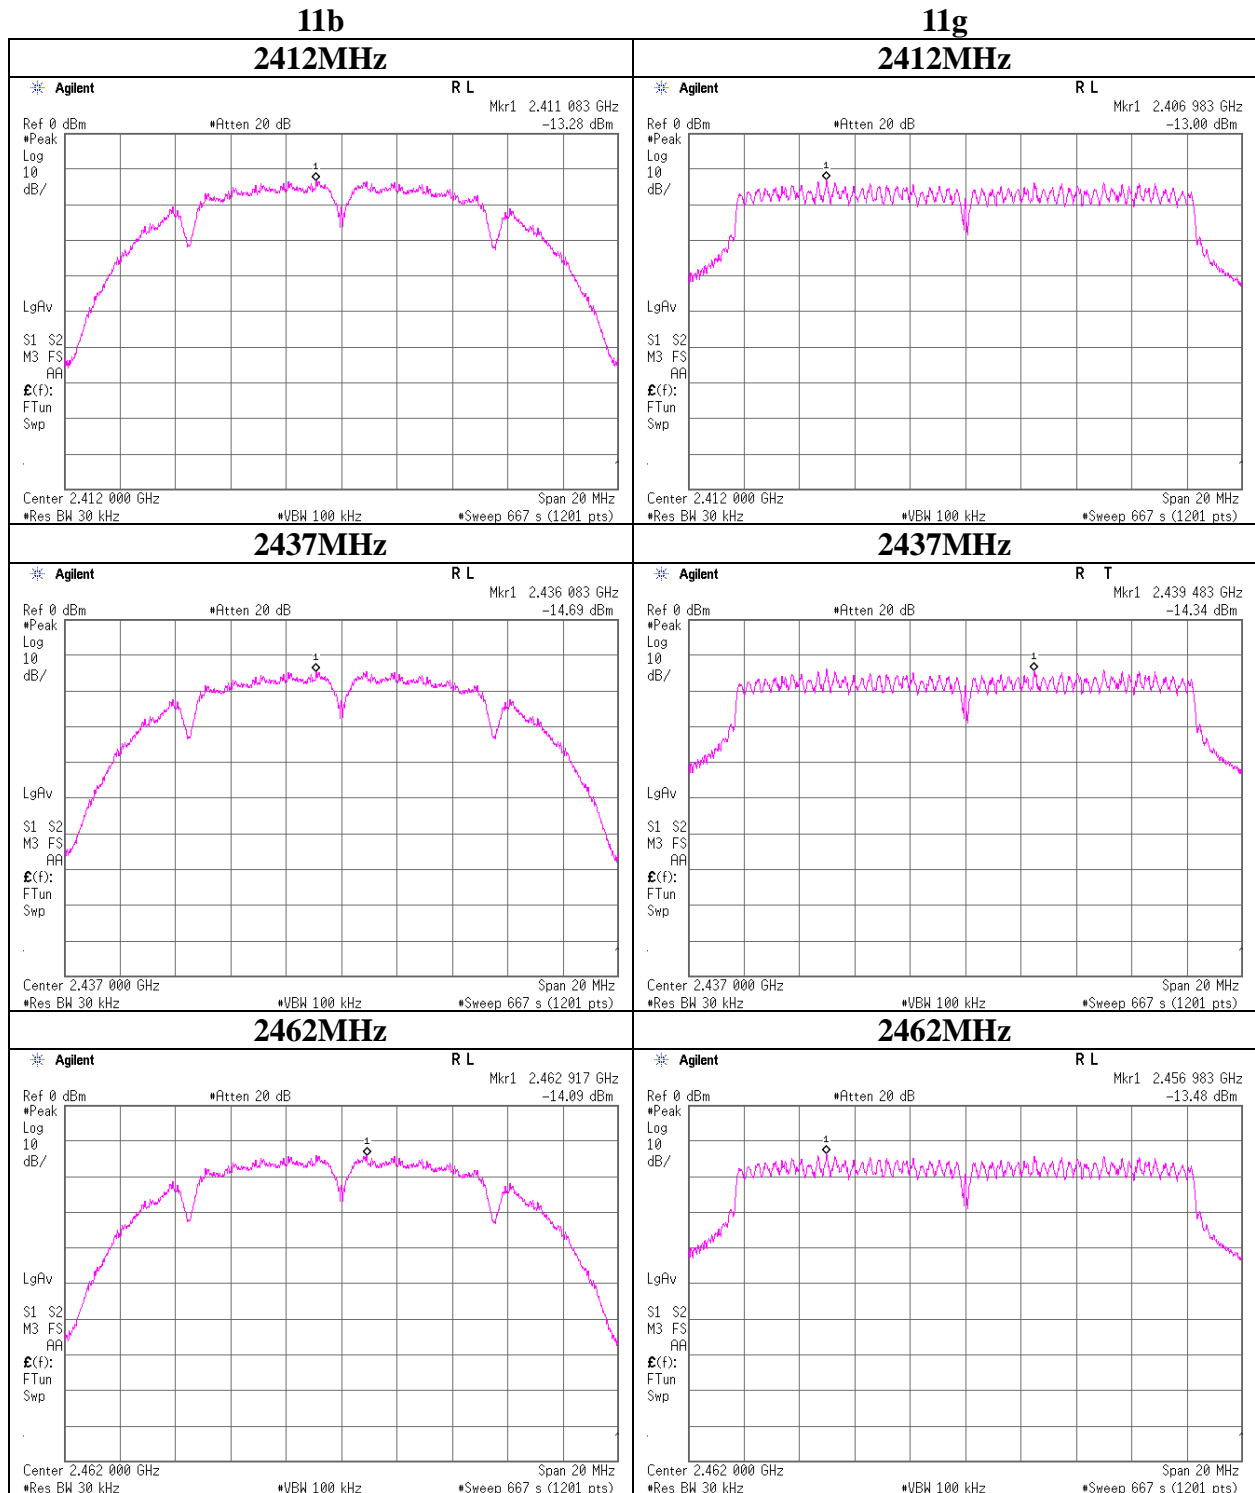 11b 11g
2412MHz 2412MHz
Agilent R L
Mkr1 2.411 083 GHz
Ref 0 dBm #Atten 20 dB -13.28 dBm
#Peak
Log
10
dB/
1
LgAv
S1 S2
M3 FS
AA
£(f):
FTun
Swp
Center 2.412 000 GHz Span 20 MHz
#Res BW 30 kHz #VBW 100 kHz #Sweep 667 s (1201 pts)
Agilent R L
Mkr1 2.406 983 GHz
Ref 0 dBm #Atten 20 dB -13.00 dBm
#Peak
Log
10
dB/
1
LgAv
S1 S2
M3 FS
AA
£(f):
FTun
Swp
Center 2.412 000 GHz Span 20 MHz
#Res BW 30 kHz #VBW 100 kHz #Sweep 667 s (1201 pts)
2437MHz 2437MHz
Agilent R L
Mkr1 2.436 083 GHz
Ref 0 dBm #Atten 20 dB -14.69 dBm
#Peak
Log
10
dB/
1
LgAv
S1 S2
M3 FS
AA
£(f):
FTun
Swp
Center 2.437 000 GHz Span 20 MHz
#Res BW 30 kHz #VBW 100 kHz #Sweep 667 s (1201 pts)
Agilent R T
Mkr1 2.439 483 GHz
Ref 0 dBm #Atten 20 dB -14.34 dBm
#Peak
Log
10
dB/
1
LgAv
S1 S2
M3 FS
AA
£(f):
FTun
Swp
Center 2.437 000 GHz Span 20 MHz
#Res BW 30 kHz #VBW 100 kHz #Sweep 667 s (1201 pts)
2462MHz 2462MHz
Agilent R L
Mkr1 2.462 917 GHz
Ref 0 dBm #Atten 20 dB -14.09 dBm
#Peak
Log
10
dB/
1
LgAv
S1 S2
M3 FS
AA
£(f):
FTun
Swp
Center 2.462 000 GHz Span 20 MHz
#Res BW 30 kHz #VBW 100 kHz #Sweep 667 s (1201 pts)
Agilent R L
Mkr1 2.456 983 GHz
Ref 0 dBm #Atten 20 dB -13.48 dBm
#Peak
Log
10
dB/
1
LgAv
S1 S2
M3 FS
AA
£(f):
FTun
Swp
Center 2.462 000 GHz Span 20 MHz
#Res BW 30 kHz #VBW 100 kHz #Sweep 667 s (1201 pts)